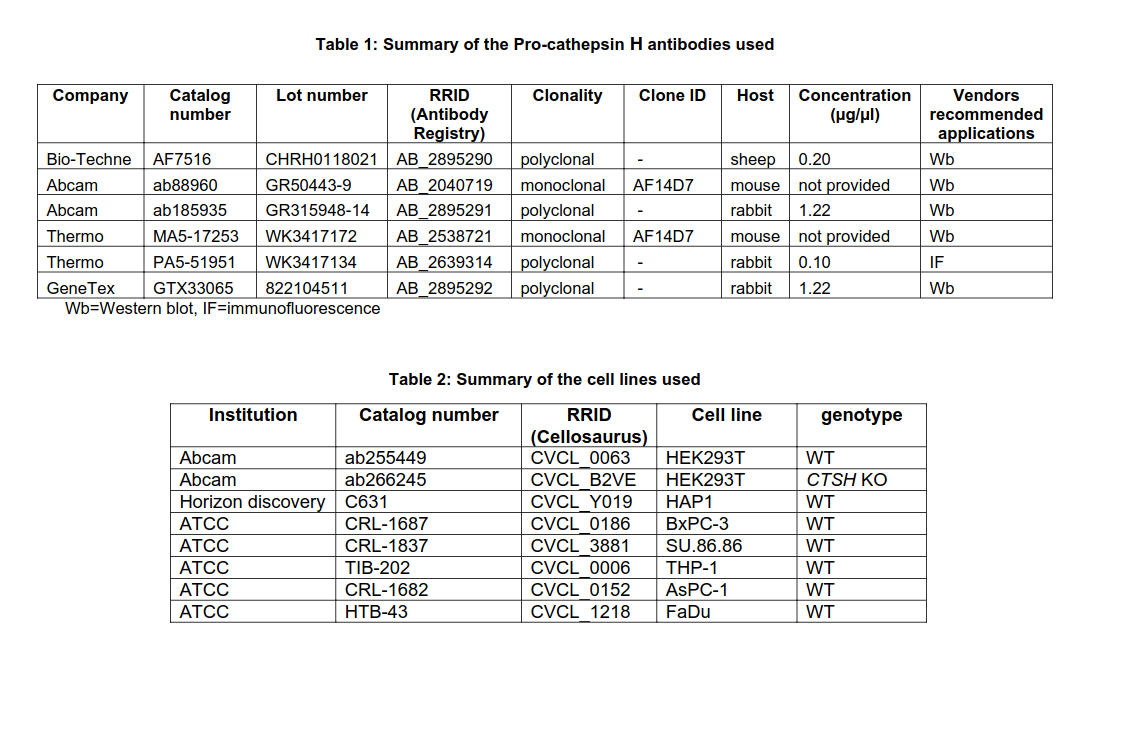 Table 1: Summary of the Pro-cathepsin H antibodies used
Company Catalog number Lot number RRID (Antibody Registry) Clonality Clone ID Host Concentration (µg/µl) Vendors recommended applications
Bio-Techne AF7516 CHRH0118021 AB_2895290 polyclonal - sheep 0.20 Wb
Abcam ab88960 GR50443-9 AB_2040719 monoclonal AF14D7 mouse not provided Wb
Abcam ab185935 GR315948-14 AB_2895291 polyclonal - rabbit 1.22 Wb
Thermo MA5-17253 WK3417172 AB_2538721 monoclonal AF14D7 mouse not provided Wb
Thermo PA5-51951 WK3417134 AB_2639314 polyclonal - rabbit 0.10 IF
GeneTex GTX33065 822104511 AB_2895292 polyclonal - rabbit 1.22 Wb
Wb=Western blot, IF=immunofluorescence
Table 2: Summary of the cell lines used
Institution Catalog number RRID (Cellosaurus) Cell line genotype
Abcam ab255449 CVCL_0063 HEK293T WT
Abcam ab266245 CVCL_B2VE HEK293T CTSH KO
Horizon discovery C631 CVCL_Y019 HAP1 WT
ATCC CRL-1687 CVCL_0186 BxPC-3 WT
ATCC CRL-1837 CVCL_3881 SU.86.86 WT
ATCC TIB-202 CVCL_0006 THP-1 WT
ATCC CRL-1682 CVCL_0152 AsPC-1 WT
ATCC HTB-43 CVCL_1218 FaDu WT